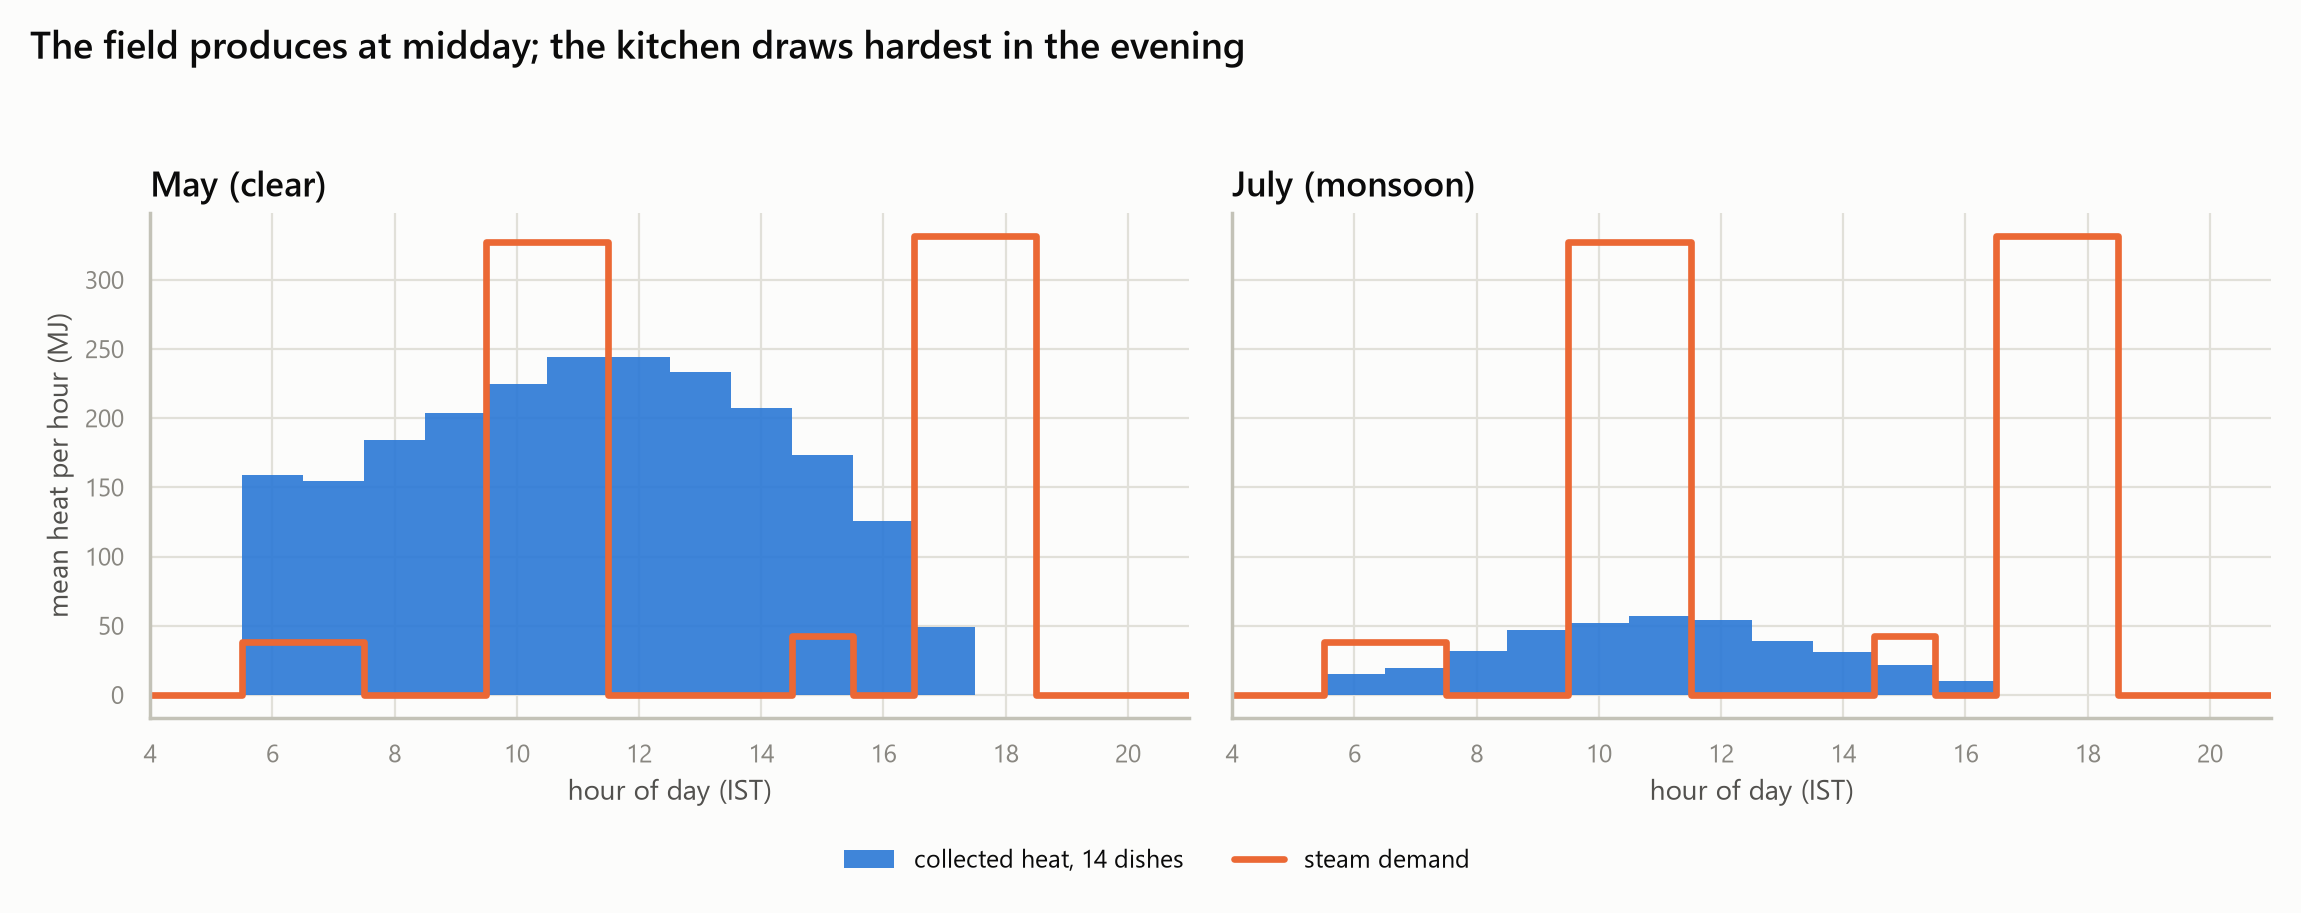 The field produces at midday; the kitchen draws hardest in the evening
May (clear)
July (monsoon)
mean heat per hour (MJ)
300
250
200
150
100
50
0
4 6 8 10 12 14 16 18 20
4 6 8 10 12 14 16 18 20
hour of day (IST)
hour of day (IST)
collected heat, 14 dishes
steam demand